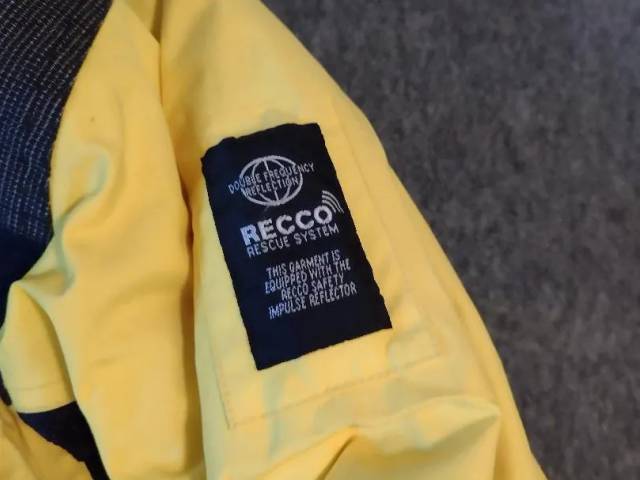 DOUBLE FREQUENCY
REFLECTION
RECCO
RESCUE SYSTEM
THIS GARMENT IS
EQUIPPED WITH THE
RECCO SAFETY
IMPULSE REFLECTOR